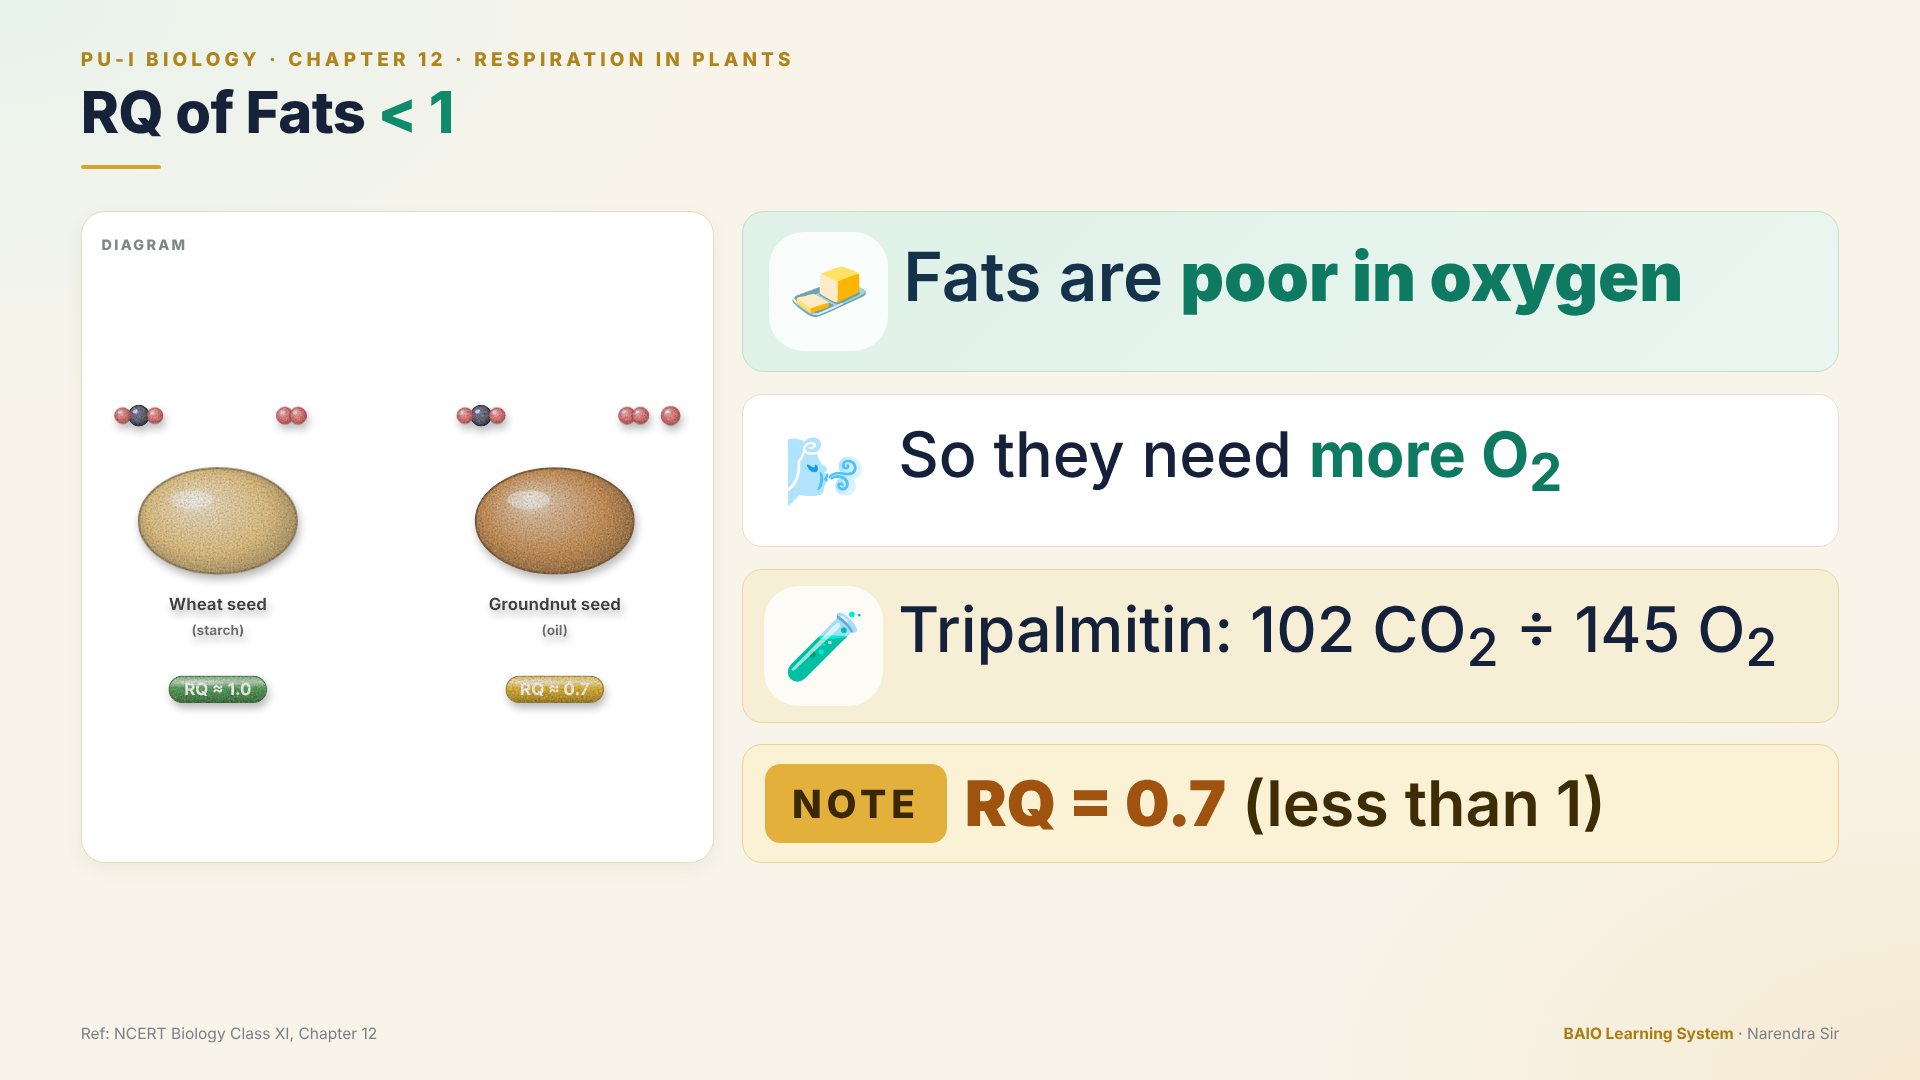 PU-I BIOLOGY · CHAPTER 12 · RESPIRATION IN PLANTS
RQ of Fats < 1
DIAGRAM
Wheat seed
(starch)
RQ ≈ 1.0
Groundnut seed
(oil)
RQ ≈ 0.7
Fats are poor in oxygen
So they need more O₂
Tripalmitin: 102 CO₂ ÷ 145 O₂
NOTE RQ = 0.7 (less than 1)
Ref: NCERT Biology Class XI, Chapter 12
BAIO Learning System · Narendra Sir